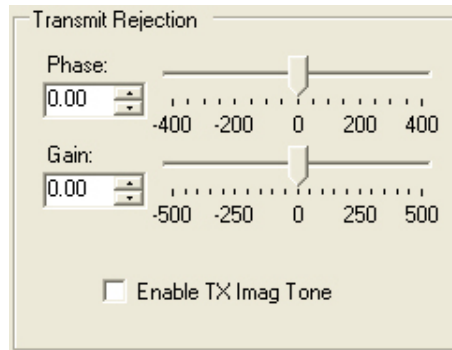 Transmit Rejection
Phase:
0.00
-400 -200 0 200 400
Gain:
0.00
-500 -250 0 250 500
Enable TX Imag Tone